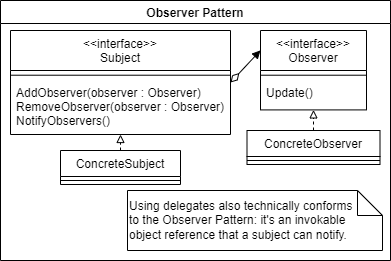 Observer Pattern
<<interface>>
Subject
AddObserver(observer : Observer)
RemoveObserver(observer : Observer)
NotifyObservers()
<<interface>>
Observer
Update()
ConcreteSubject
ConcreteObserver
Using delegates also technically conforms
to the Observer Pattern: it's an invokable
object reference that a subject can notify.